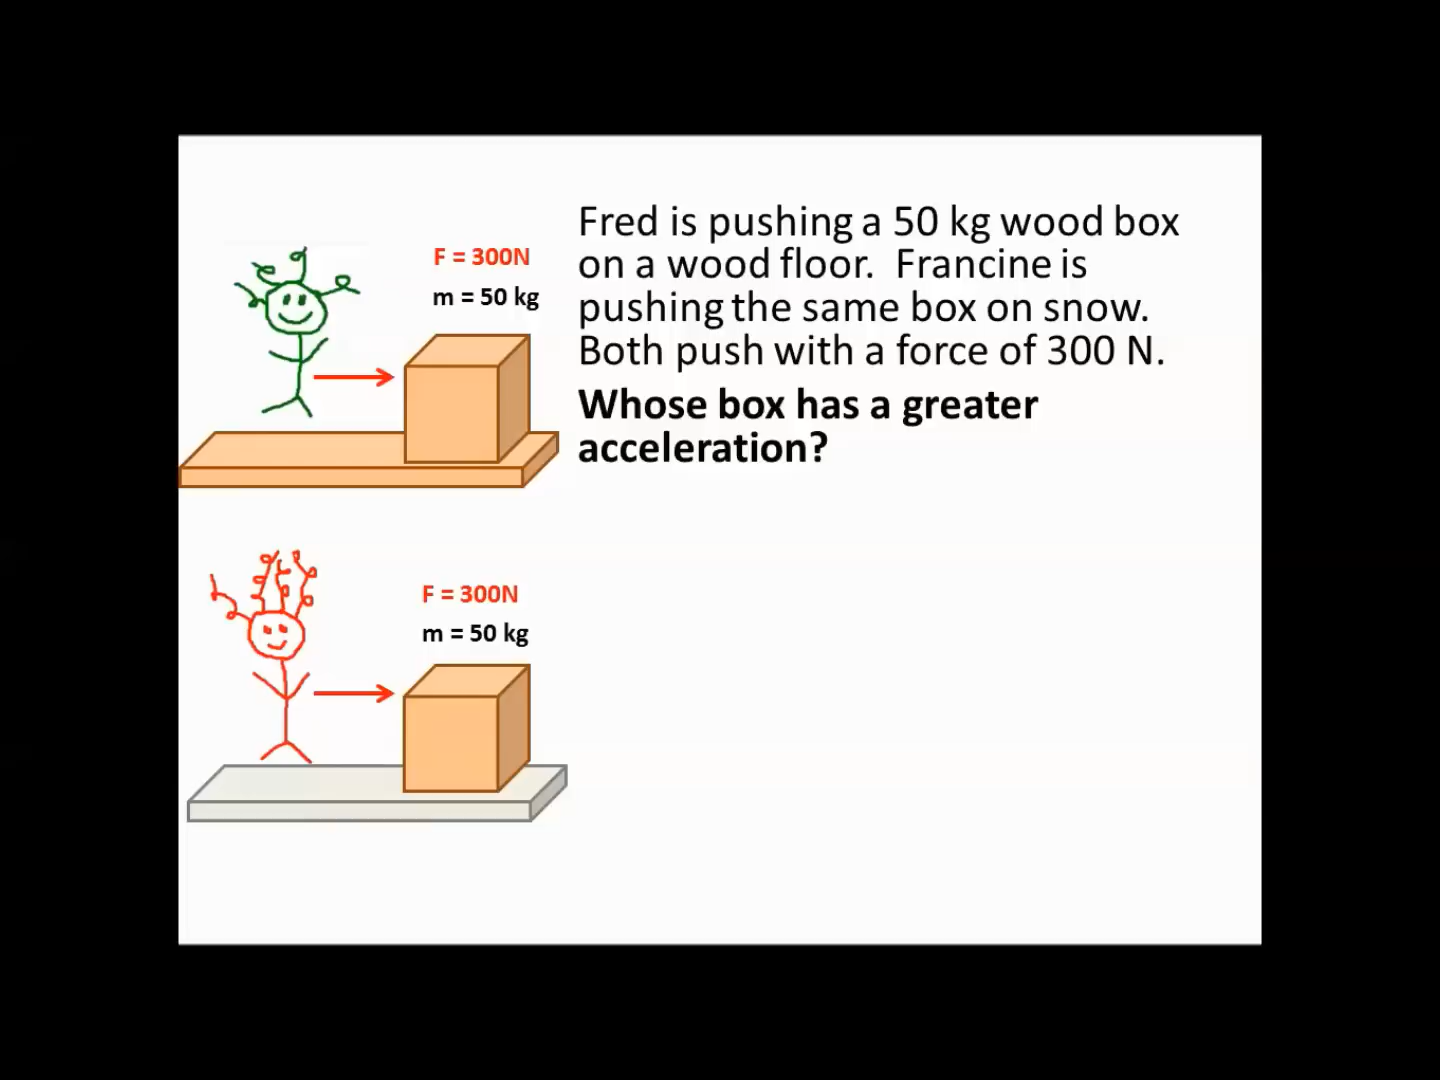 Fred is pushing a 50 kg wood box
on a wood floor.  Francine is
pushing the same box on snow.
Both push with a force of 300 N.
Whose box has a greater
acceleration?
F = 300N
m = 50 kg
F = 300N
m = 50 kg